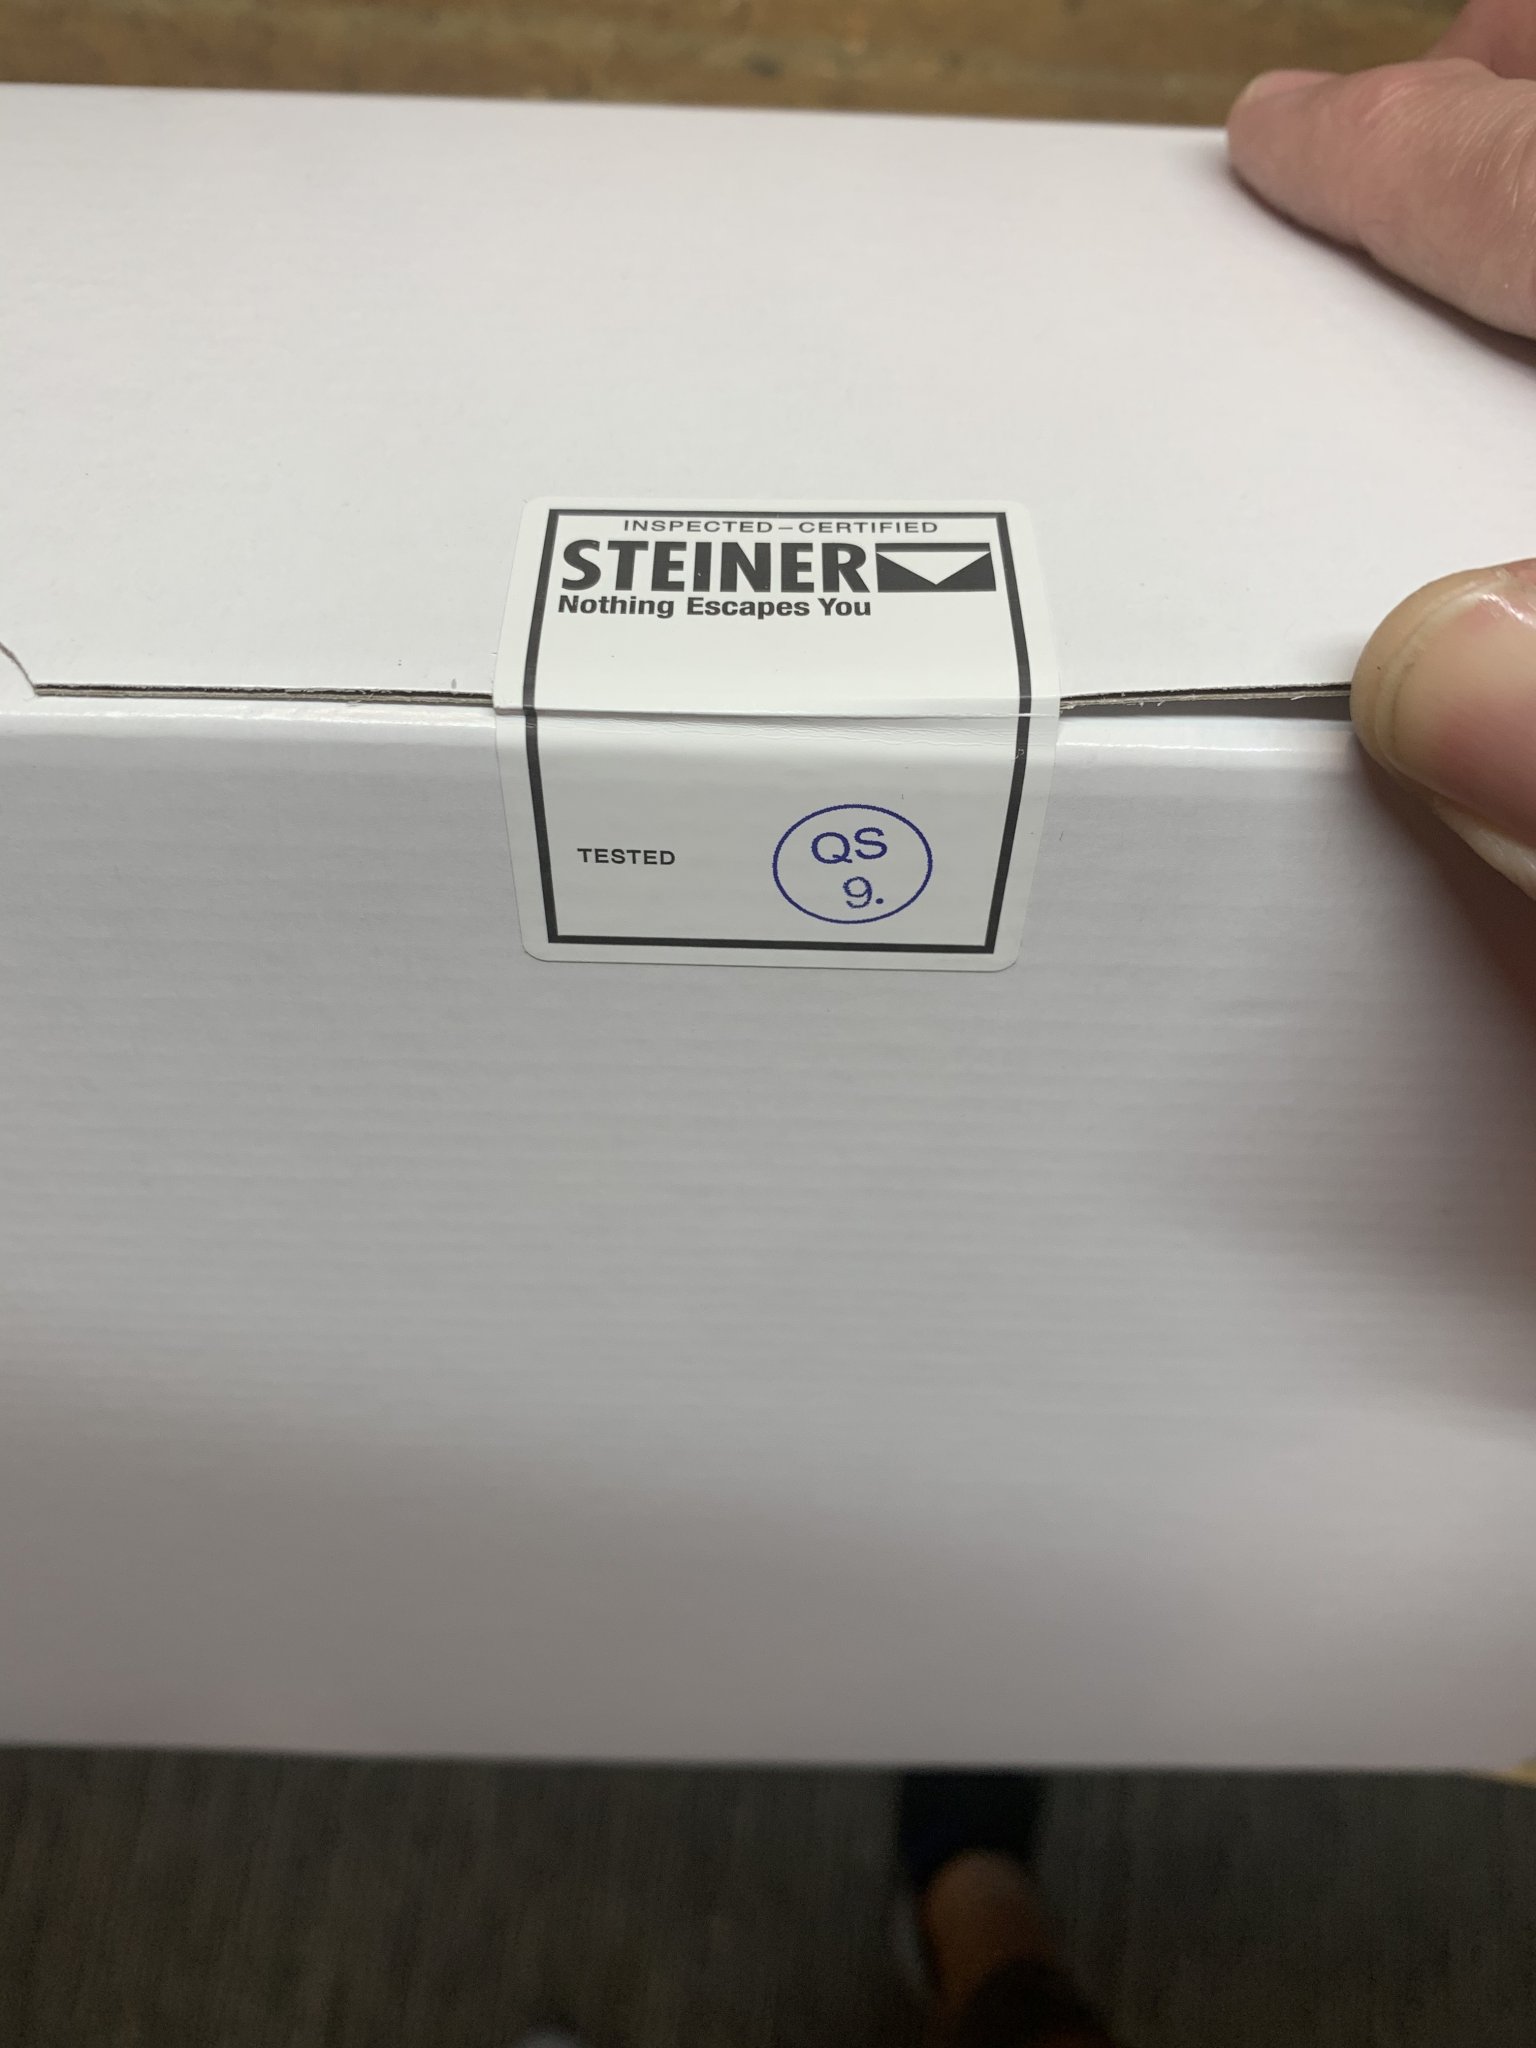 INSPECTED–CERTIFIED
STEINER
Nothing Escapes You
TESTED
QS
9.